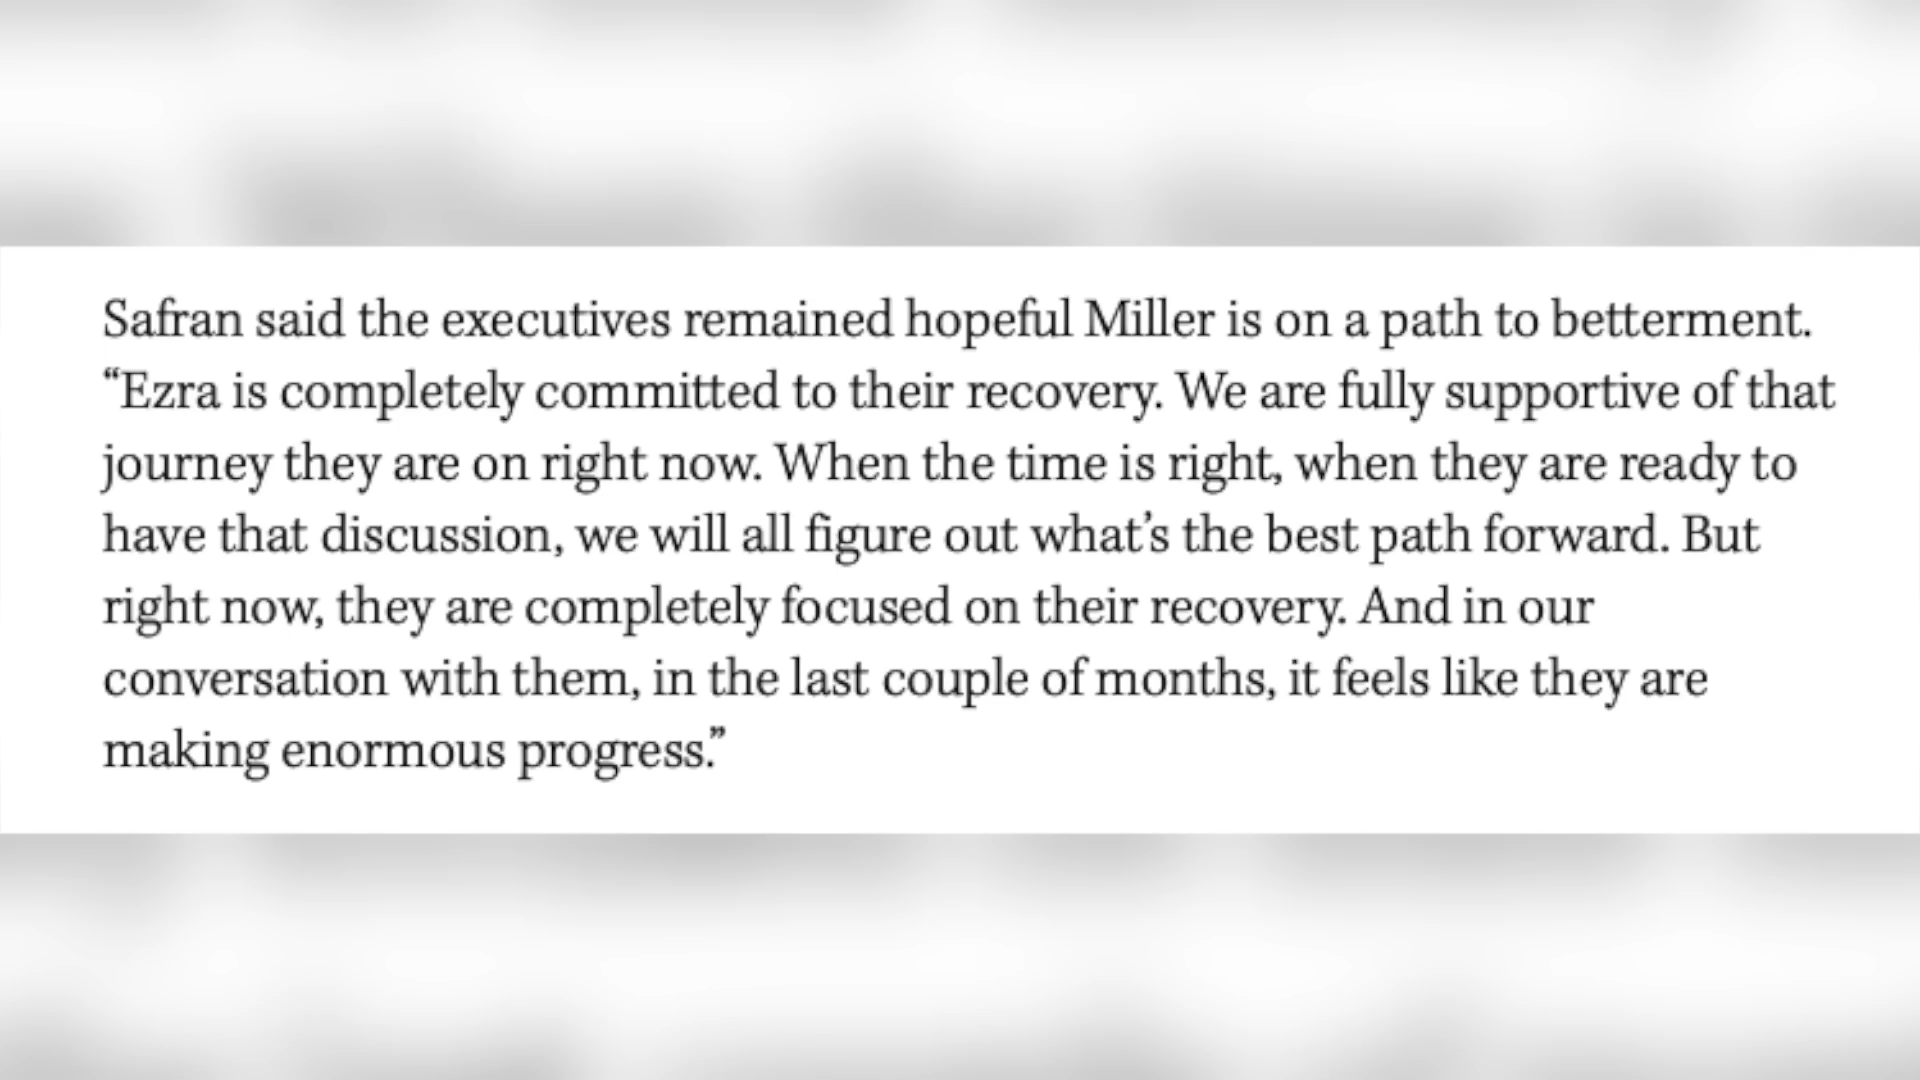 Safran said the executives remained hopeful Miller is on a path to betterment.
“Ezra is completely committed to their recovery. We are fully supportive of that
journey they are on right now. When the time is right, when they are ready to
have that discussion, we will all figure out what’s the best path forward. But
right now, they are completely focused on their recovery. And in our
conversation with them, in the last couple of months, it feels like they are
making enormous progress.”